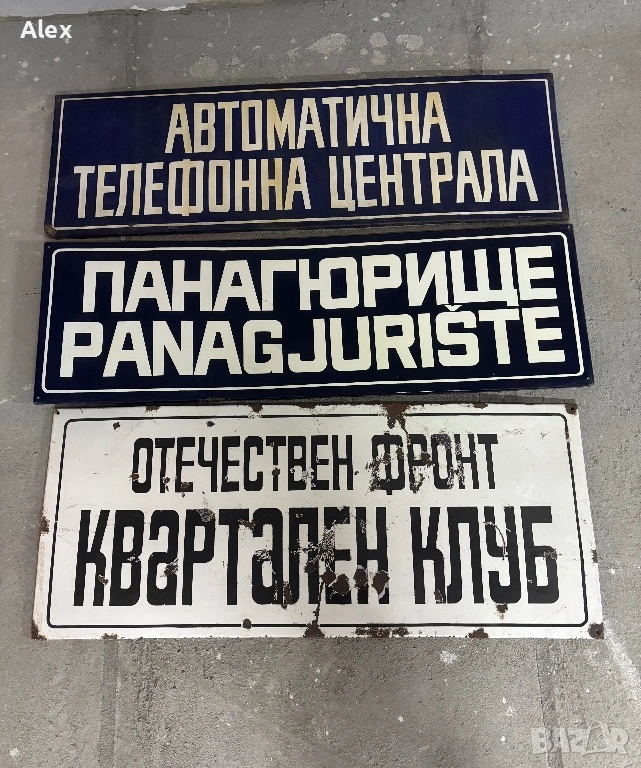 Alex
АВТОМАТИЧНА
ТЕЛЕФОННА ЦЕНТРАЛА
ПАНАГЮРИЩЕ
PANAGJURIŠTE
ОТЕЧЕСТВЕН ФРОНТ
КВАРТАЛЕН КЛУБ
BAZAR